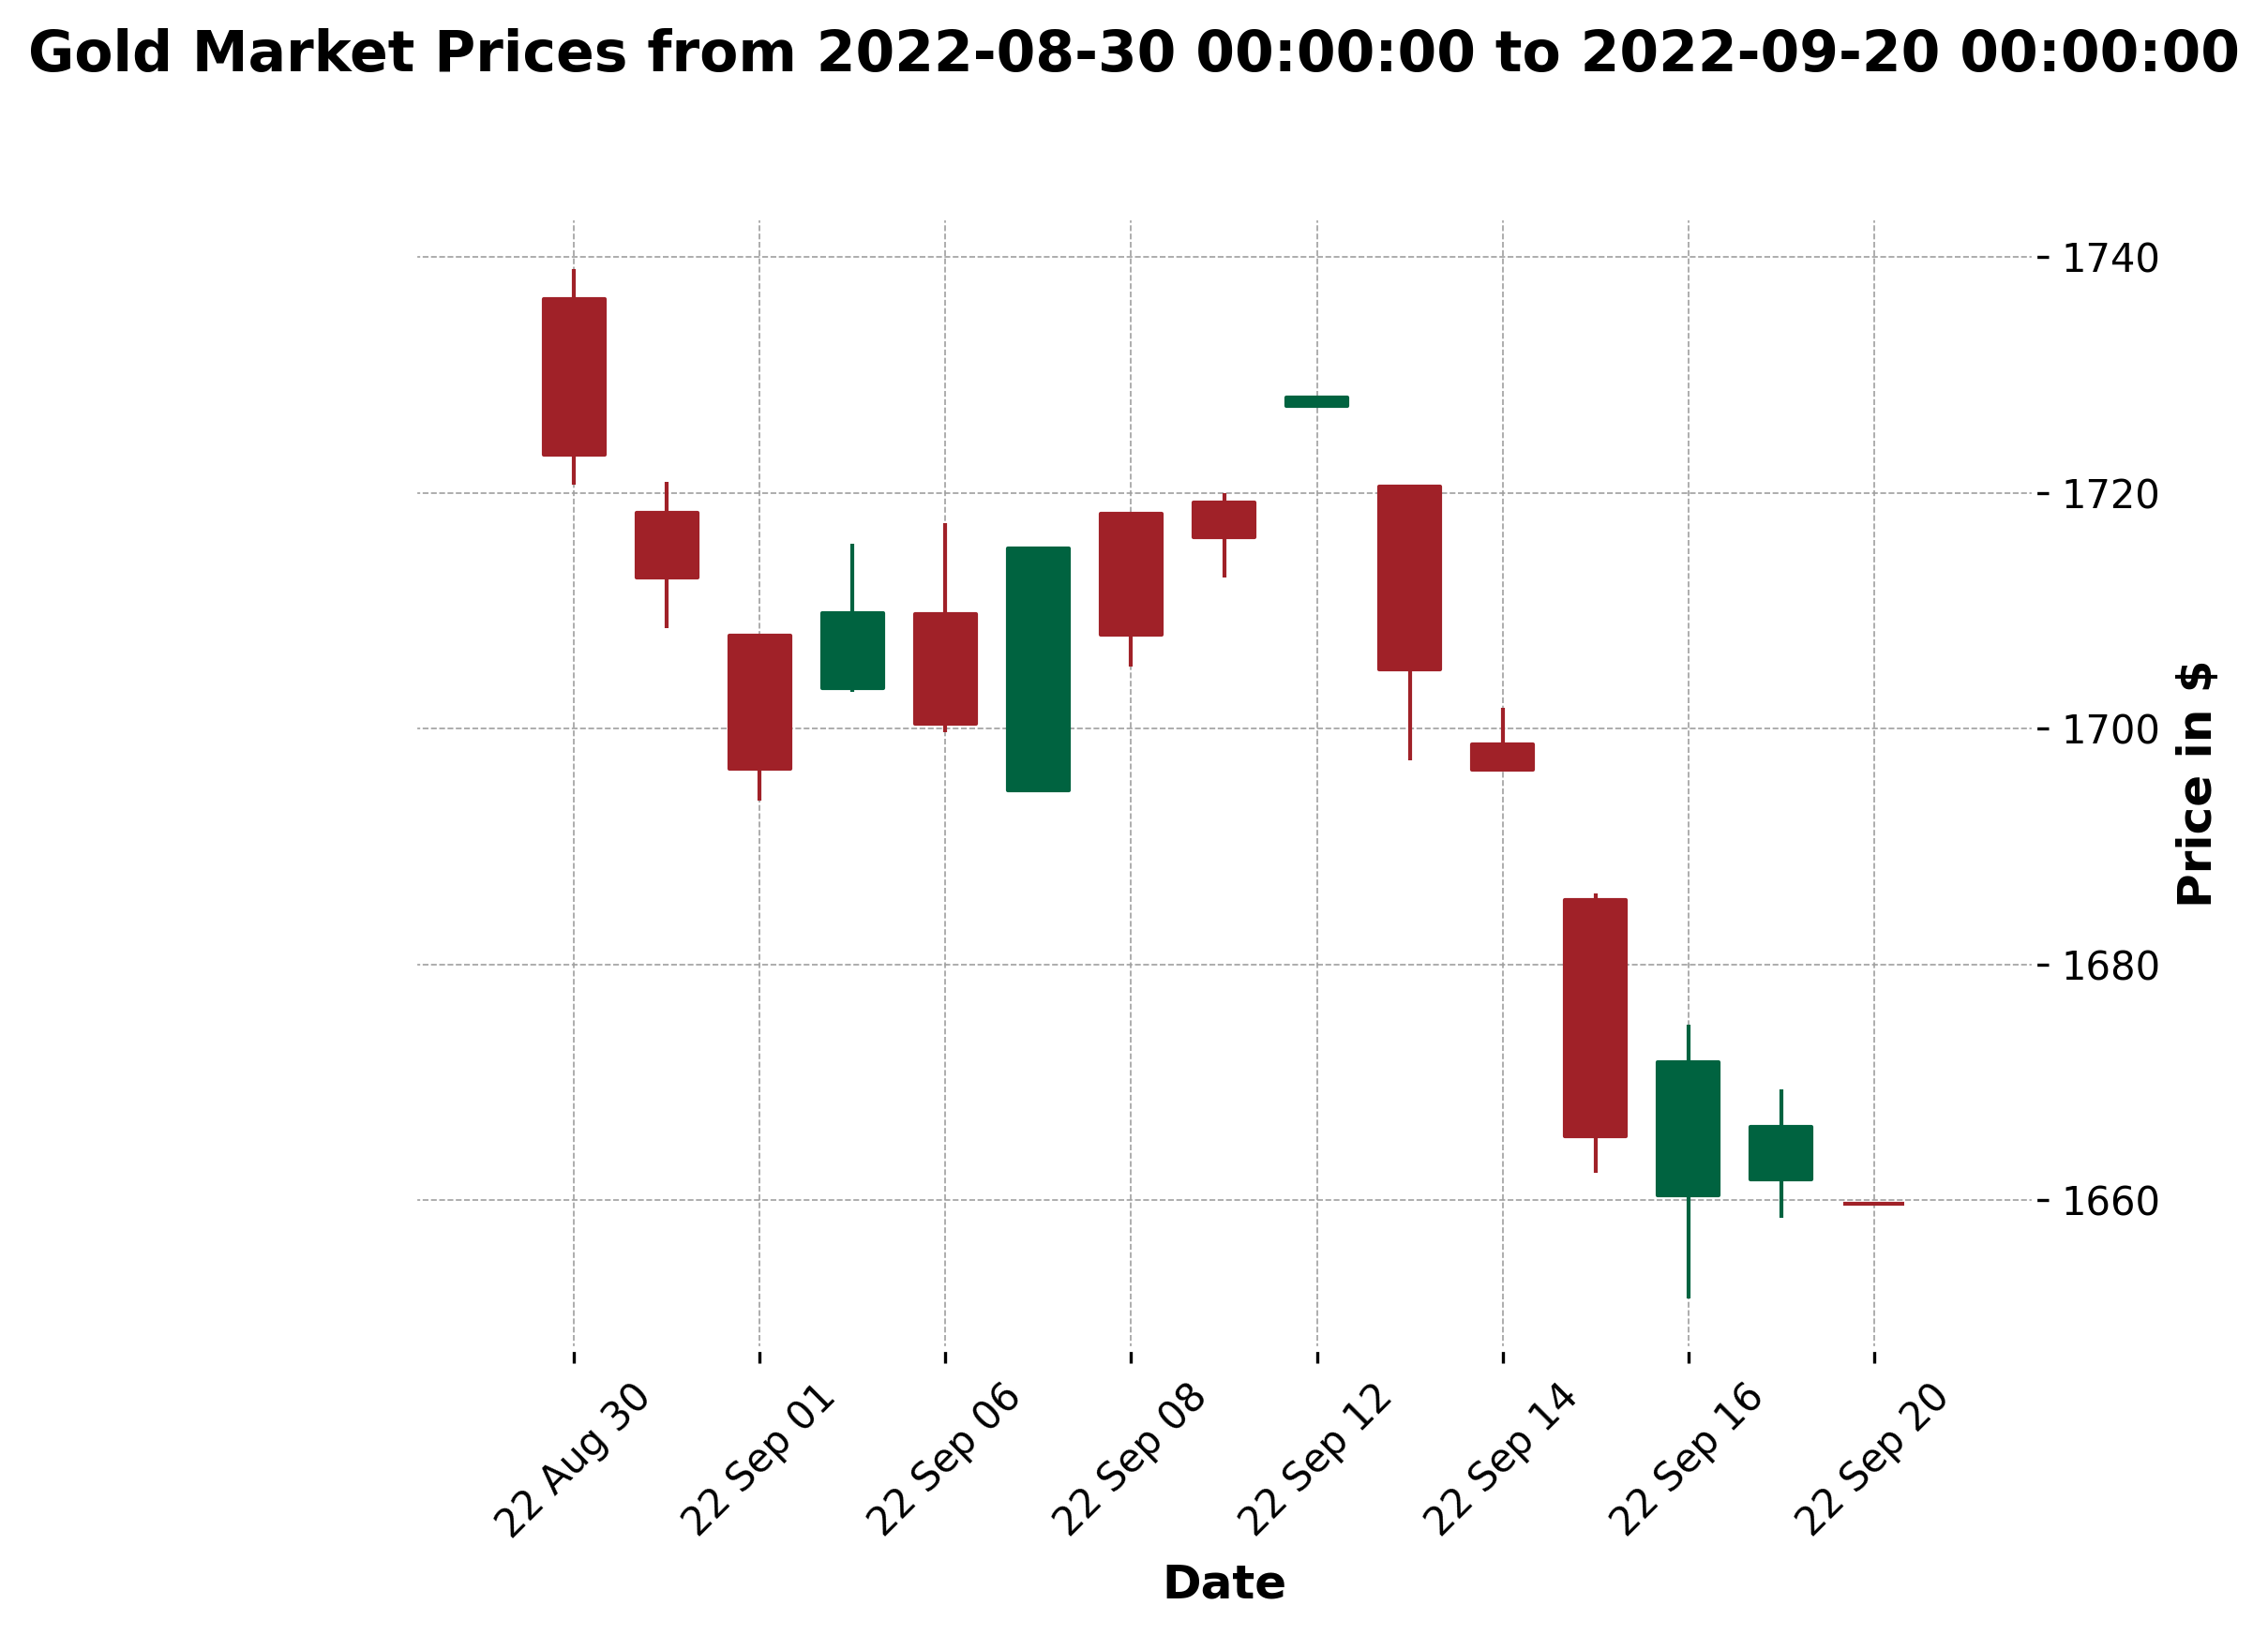 Gold Market Prices from 2022-08-30 00:00:00 to 2022-09-20 00:00:00
1740
1720
1700
1680
1660
Price in $
22 Aug 30
22 Sep 01
22 Sep 06
22 Sep 08
22 Sep 12
22 Sep 14
22 Sep 16
22 Sep 20
Date